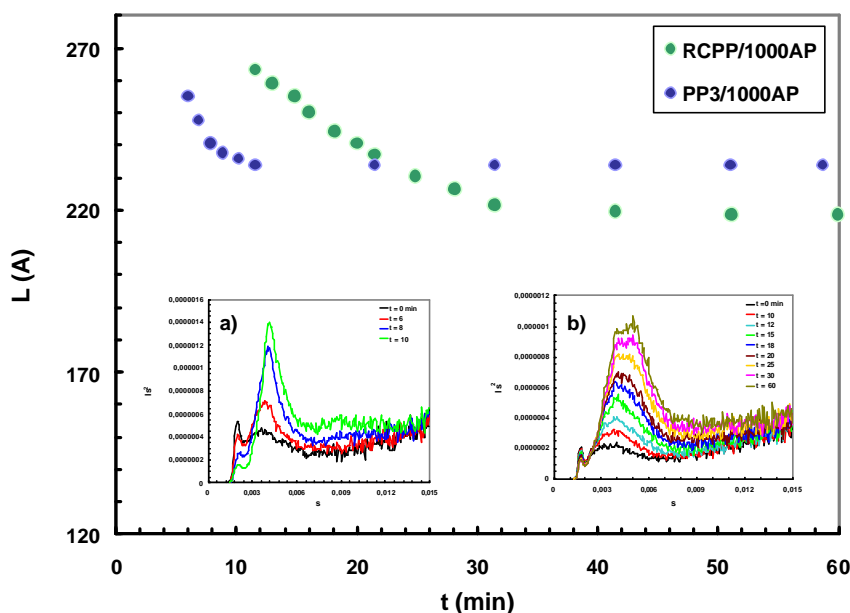 270
220
170
120
L (A)
0
10
20
30
40
50
60
t (min)
RCPP/1000AP
PP3/1000AP
a)
0,0000016
0,0000014
0,0000012
0,000001
0,0000008
0,0000006
0,0000004
0,0000002
0
I s²
0
0,003
0,006
0,009
0,012
0,015
s
t = 0 min
t = 6
t = 8
t = 10
b)
0,0000012
0,000001
0,0000008
0,0000006
0,0000004
0,0000002
0
I s²
0
0,003
0,006
0,009
0,012
0,015
s
t =0 min
t = 10
t = 12
t = 15
t = 18
t = 20
t = 25
t = 30
t = 60